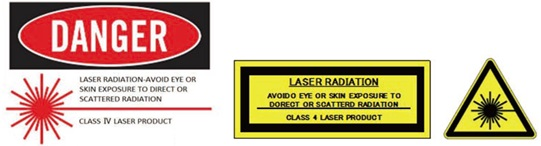 DANGER
LASER RADIATION-AVOID EYE OR
SKIN EXPOSURE TO DIRECT OR
SCATTERED RADIATION
CLASS IV LASER PRODUCT
LASER RADIATION
AVOIDO EYE OR SKIN EXPOSURE TO
DORECT OR SCATTERD RADIATION
CLASS 4 LASER PRODUCT